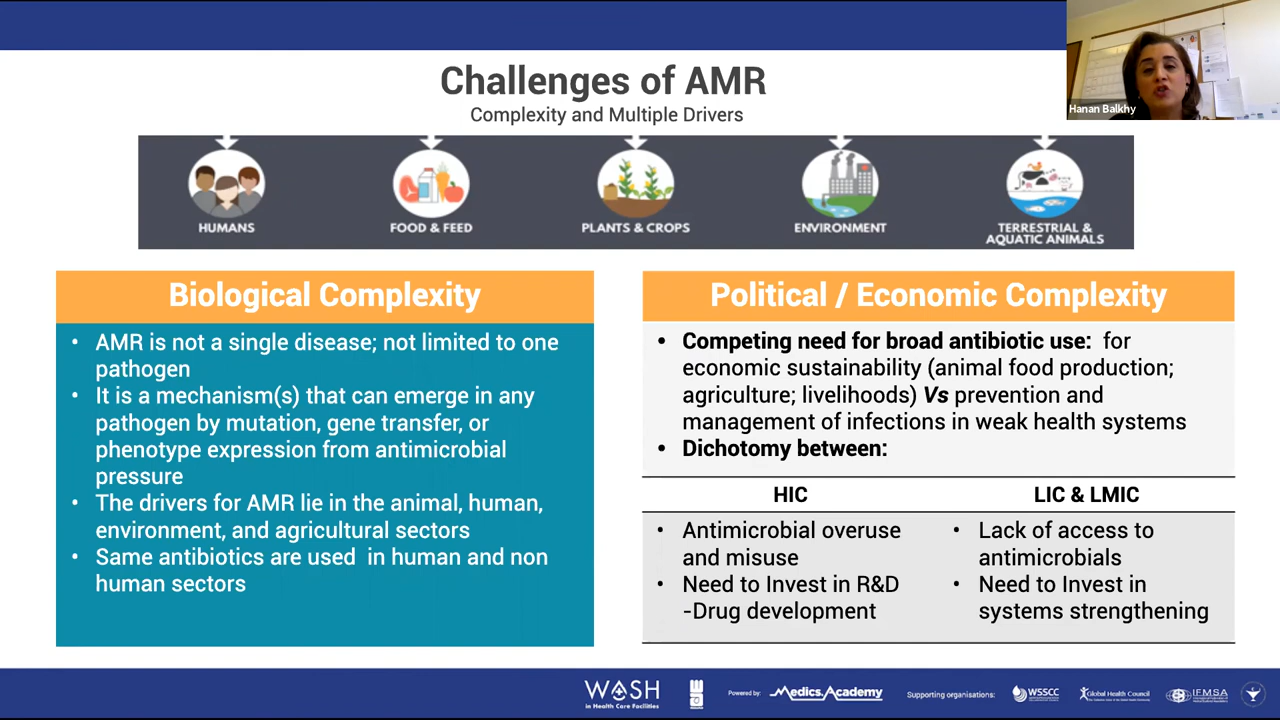 Challenges of AMR
Complexity and Multiple Drivers
Hanan Balkhy
HUMANS
FOOD & FEED
PLANTS & CROPS
ENVIRONMENT
TERRESTRIAL &
AQUATIC ANIMALS
Biological Complexity
• AMR is not a single disease; not limited to one
pathogen
• It is a mechanism(s) that can emerge in any
pathogen by mutation, gene transfer, or
phenotype expression from antimicrobial
pressure
• The drivers for AMR lie in the animal, human,
environment, and agricultural sectors
• Same antibiotics are used in human and non
human sectors
Political / Economic Complexity
• Competing need for broad antibiotic use: for
economic sustainability (animal food production;
agriculture; livelihoods) Vs prevention and
management of infections in weak health systems
• Dichotomy between:
HIC
• Antimicrobial overuse
and misuse
• Need to Invest in R&D
-Drug development
LIC & LMIC
• Lack of access to
antimicrobials
• Need to Invest in
systems strengthening
WASH
in Health Care Facilities
Powered by:
Medics.Academy
Supporting organisations:
WSSCC
Global Health Council
IFMSA